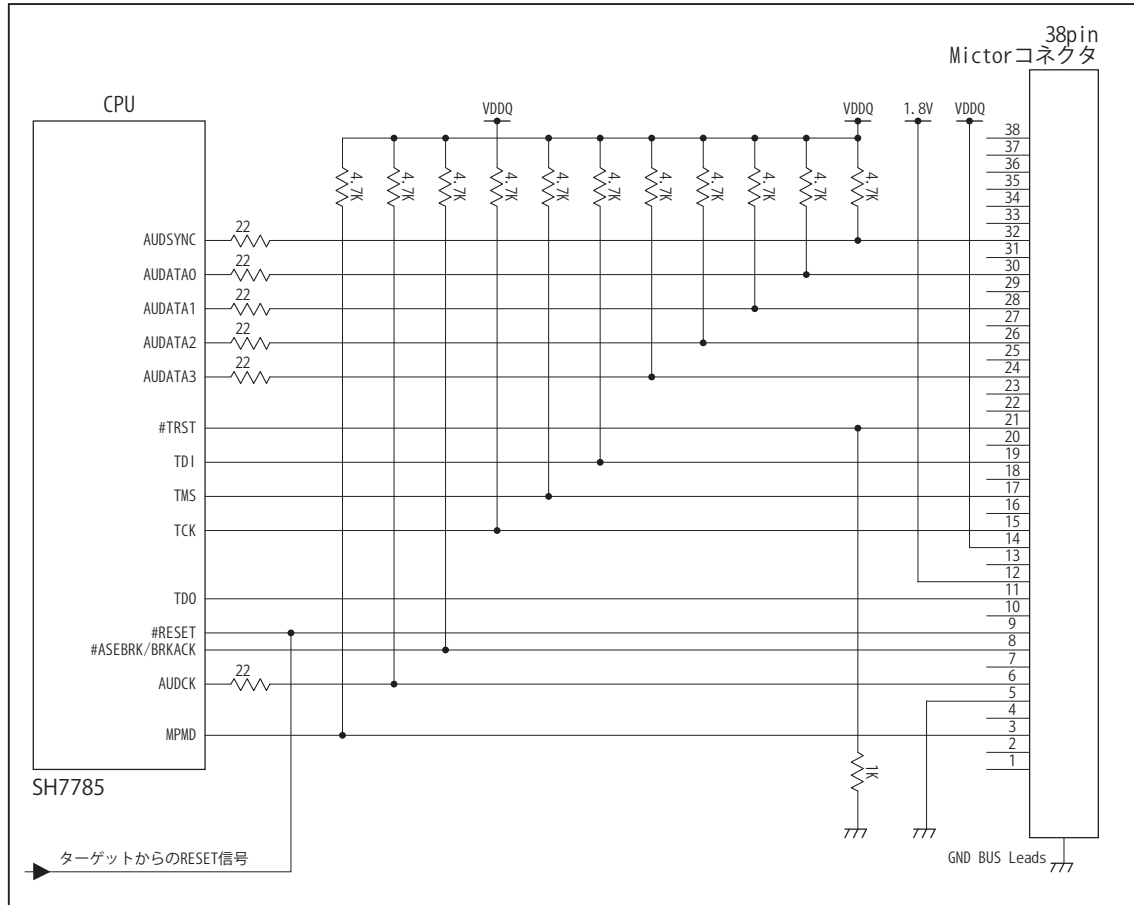 38pin
Mictorコネクタ
CPU
VDDQ
VDDQ
1.8V
VDDQ
4.7K
4.7K
4.7K
4.7K
4.7K
4.7K
4.7K
4.7K
4.7K
4.7K
4.7K
AUDSYNC
22
AUDATA0
22
AUDATA1
22
AUDATA2
22
AUDATA3
22
#TRST
TDI
TMS
TCK
TDO
#RESET
#ASEBRK/BRKACK
AUDCK
22
MPMD
38
37
36
35
34
33
32
31
30
29
28
27
26
25
24
23
22
21
20
19
18
17
16
15
14
13
12
11
10
9
8
7
6
5
4
3
2
1
1K
SH7785
ターゲットからのRESET信号
GND BUS Leads